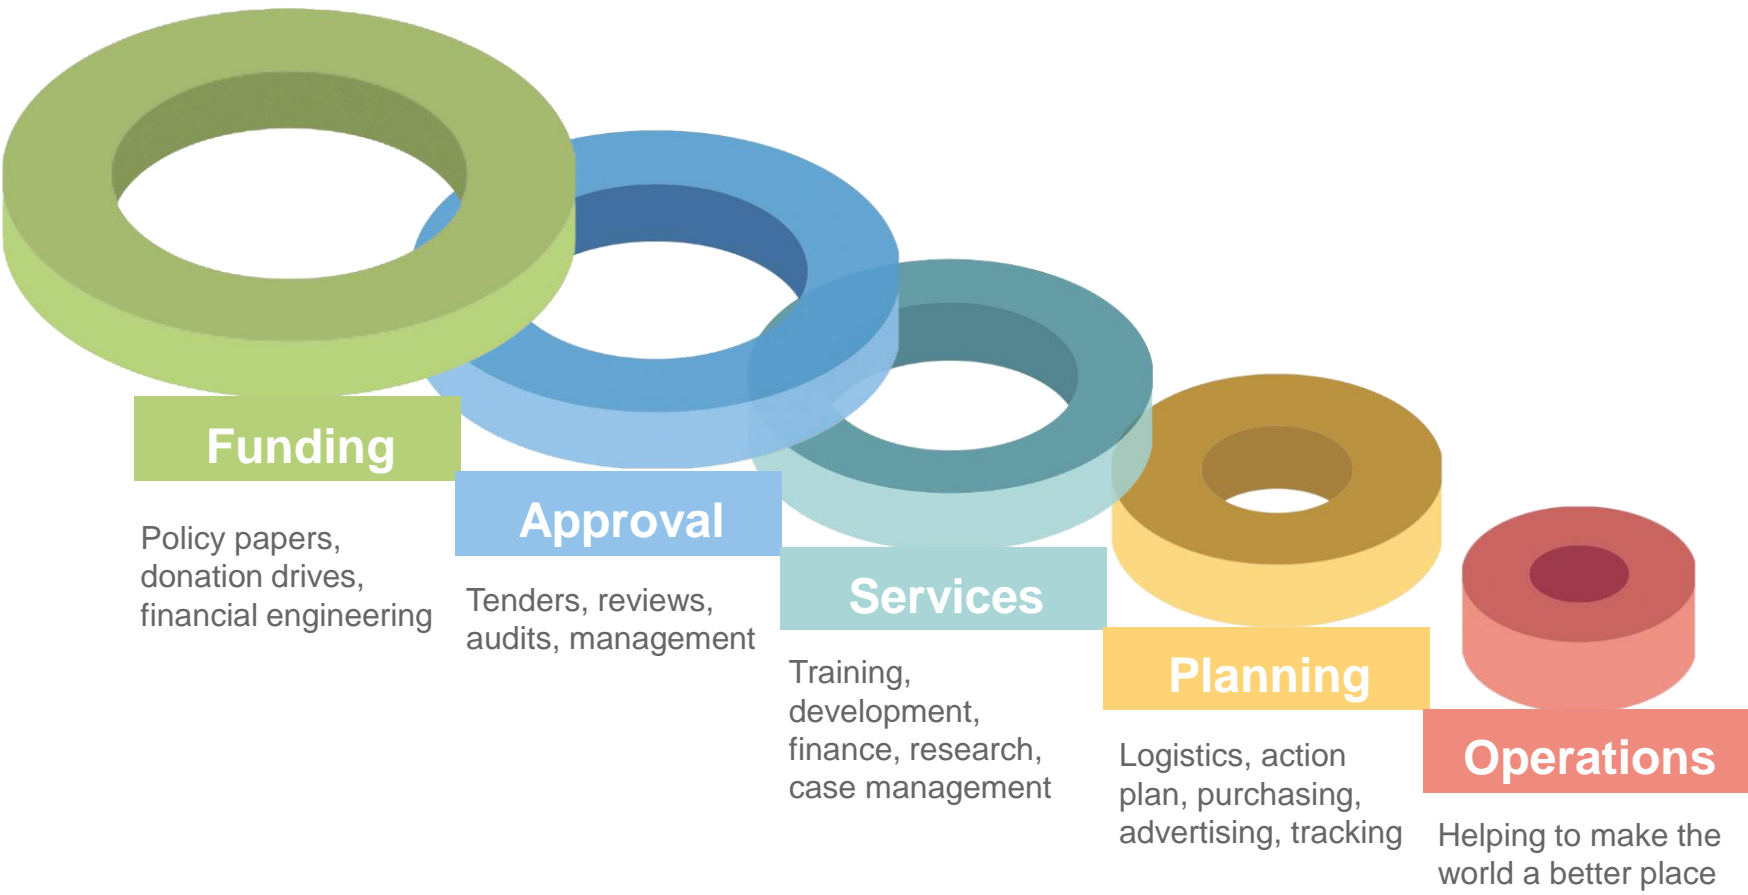 Funding
Policy papers,
donation drives,
financial engineering
Approval
Tenders, reviews,
audits, management
Services
Training,
development,
finance, research,
case management
Planning
Logistics, action
plan, purchasing,
advertising, tracking
Operations
Helping to make the
world a better place